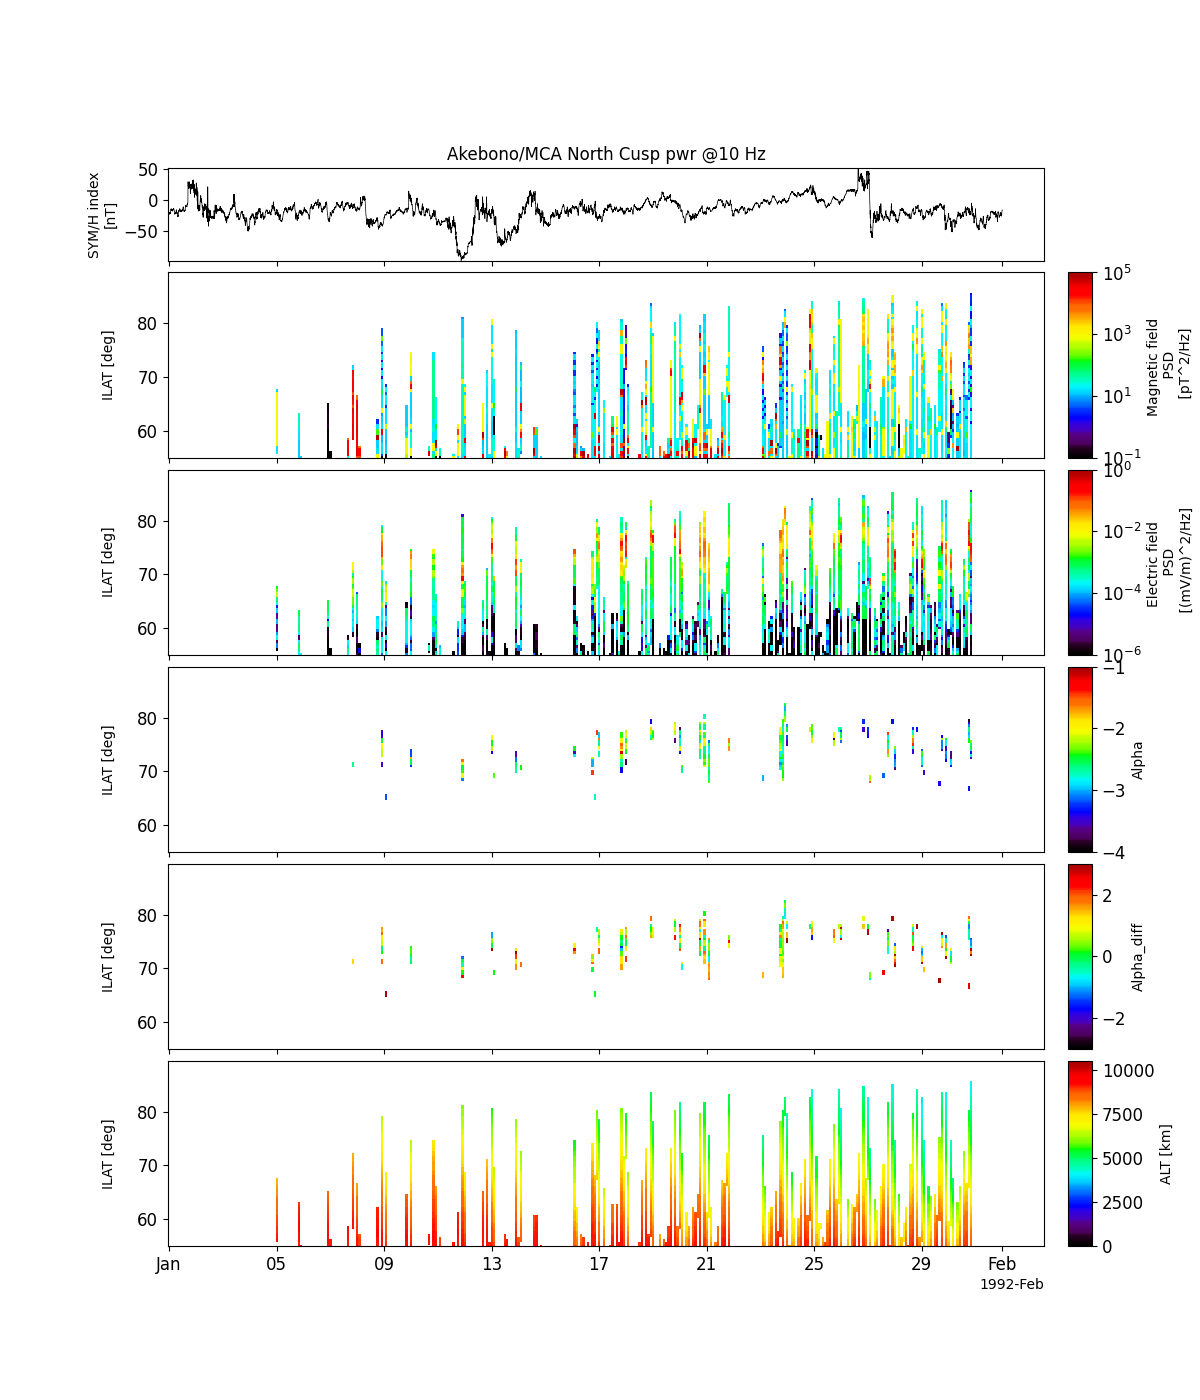 Akebono/MCA North Cusp pwr @10 Hz
50
0
−50
SYM/H index
[nT]
80
70
60
ILAT [deg]
10^5
10^3
10^1
10^−1
Magnetic field
PSD
[pT^2/Hz]
80
70
60
ILAT [deg]
10^0
10^−2
10^−4
10^−6
Electric field
PSD
[(mV/m)^2/Hz]
80
70
60
ILAT [deg]
−1
−2
−3
−4
Alpha
80
70
60
ILAT [deg]
2
0
−2
Alpha_diff
80
70
60
ILAT [deg]
10000
7500
5000
2500
0
ALT [km]
Jan 05 09 13 17 21 25 29 Feb
1992-Feb